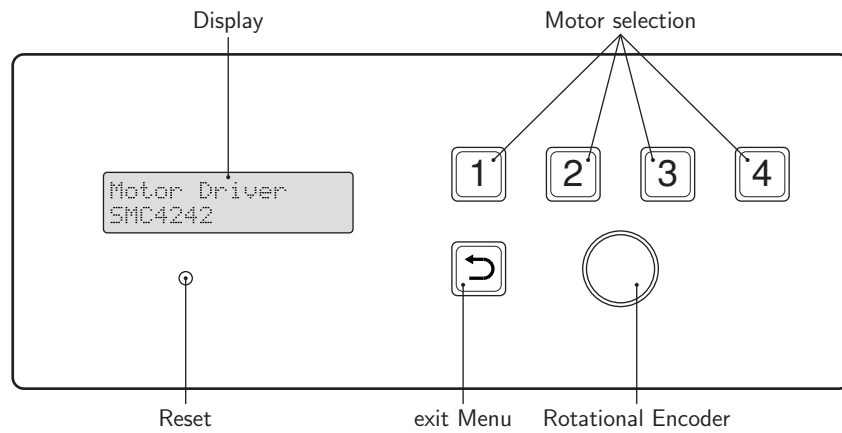 Display
Motor selection
1
2
3
4
Motor Driver
SMC4242
Reset
exit Menu
Rotational Encoder